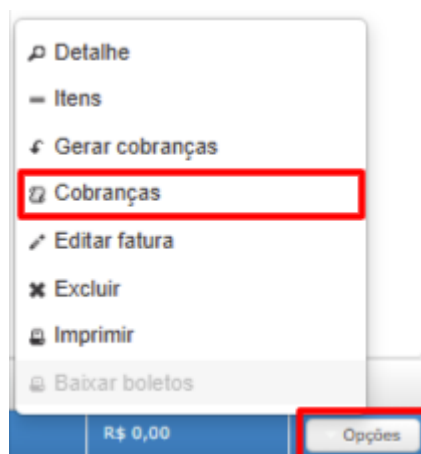 Detalhe
Itens
Gerar cobranças
Cobranças
Editar fatura
Excluir
Imprimir
Baixar boletos
R$ 0,00
Opções